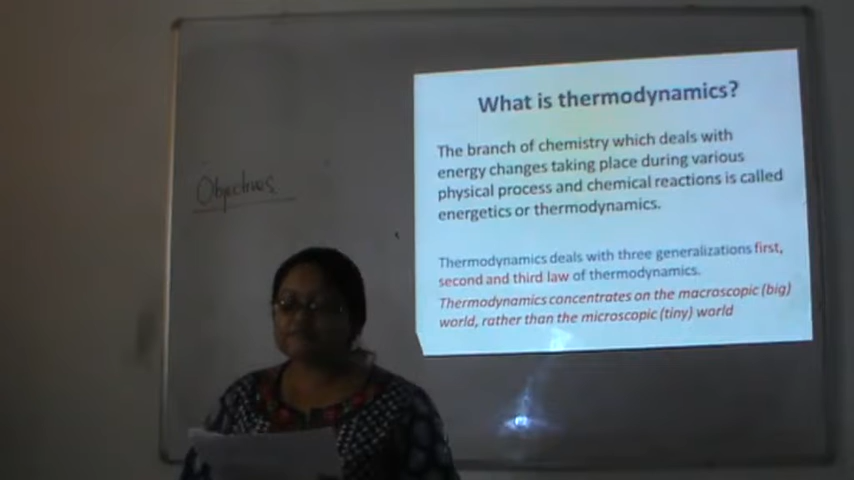 Objectives
What is thermodynamics?
The branch of chemistry which deals with
energy changes taking place during various
physical process and chemical reactions is called
energetics or thermodynamics.
Thermodynamics deals with three generalizations first,
second and third law of thermodynamics.
Thermodynamics concentrates on the macroscopic (big)
world, rather than the microscopic (tiny) world